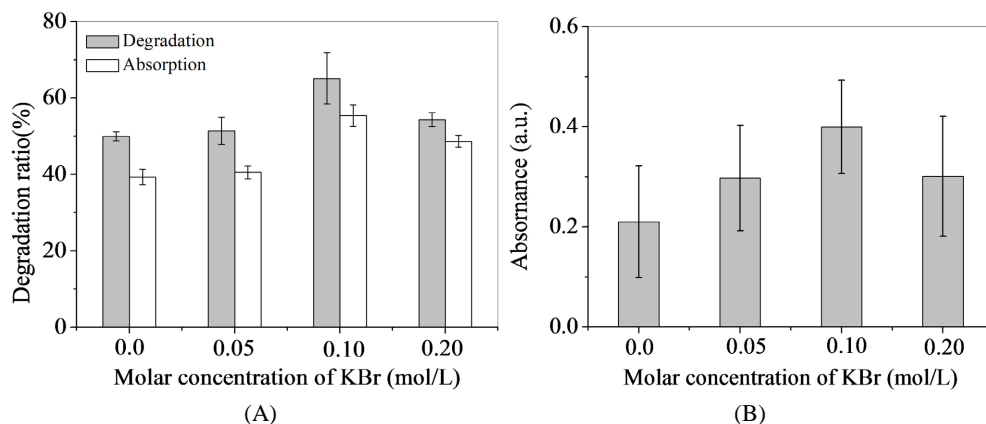 Degradation ratio(%)
80
60
40
20
0
Degradation
Absorption
0.0 0.05 0.10 0.20
Molar concentration of KBr (mol/L)
(A)
Absornance (a.u.)
0.6
0.4
0.2
0.0
0.0 0.05 0.10 0.20
Molar concentration of KBr (mol/L)
(B)